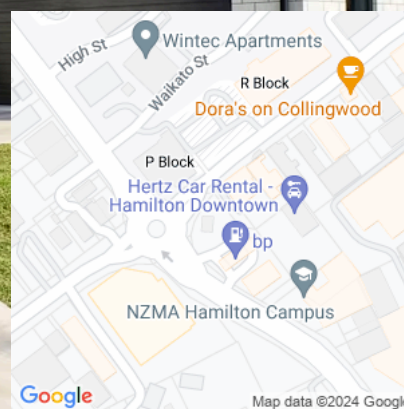 Wintec Apartments
High St
Waikato St
R Block
Dora's on Collingwood
P Block
Hertz Car Rental -
Hamilton Downtown
bp
NZMA Hamilton Campus
Google
Map data ©2024 Google